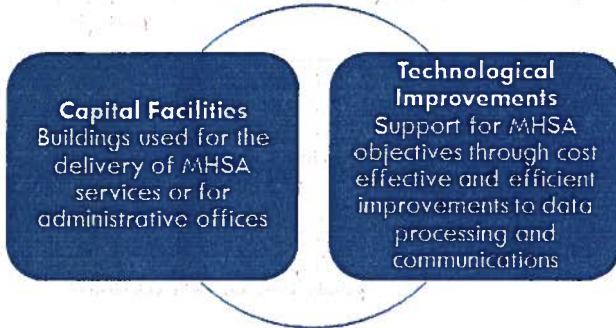 Capital Facilities
Buildings used for the
delivery of MHSA
services or for
administrative offices
Technological
Improvements
Support for MHSA
objectives through cost
effective and efficient
improvements to data
processing and
communications